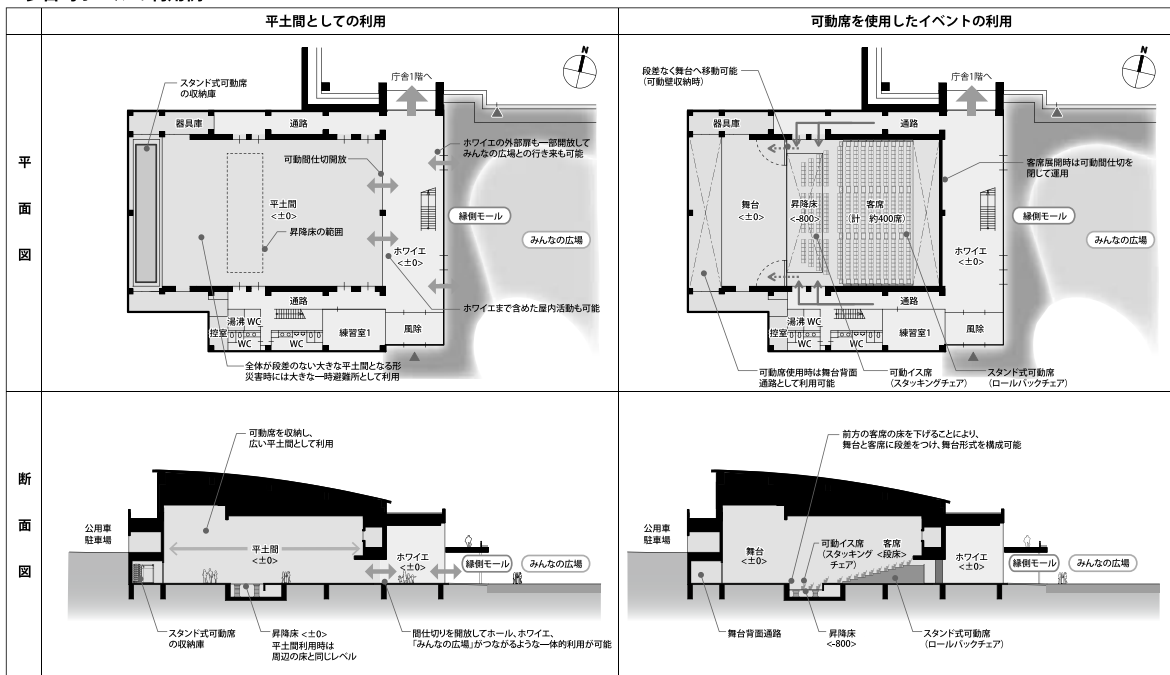 平土間としての利用
可動席を使用したイベントの利用
平面図
スタンド式可動席
の収納庫
庁舎1階へ
N
器具庫
通路
ホワイエの外部扉も一部開放して
みんなの広場との行き来も可能
可動間仕切開放
平土間
<±0>
昇降床の範囲
縁側モール
みんなの広場
ホワイエ
<±0>
ホワイエまで含めた屋内活動も可能
通路
湯沸
WC
控室
WC
WC
練習室1
風除
全体が段差のない大きな平土間となる形
災害時には大きな一時避難所として利用
段差なく舞台へ移動可能
(可動壁収納時)
庁舎1階へ
N
器具庫
通路
客席展開時は可動間仕切を
閉じて運用
舞台
<±0>
昇降床
<-800>
客席
(計 約400席)
縁側モール
みんなの広場
ホワイエ
<±0>
通路
湯沸
WC
控室
WC
WC
練習室1
風除
可動席使用時は舞台背面
通路として利用可能
可動イス席
(スタッキングチェア)
スタンド式可動席
(ロールバックチェア)
断面図
可動席を収納し、
広い平土間として利用
公用車
駐車場
平土間
<±0>
ホワイエ
<±0>
縁側モール
みんなの広場
スタンド式可動席
の収納庫
昇降床 <±0>
平土間利用時は
周辺の床と同じレベル
間仕切りを開放してホール、ホワイエ、
「みんなの広場」がつながるような一体的利用が可能
前方の客席の床を下げることにより、
舞台と客席に段差をつけ、舞台形式を構成可能
公用車
駐車場
舞台
<±0>
可動イス席
(スタッキング
チェア)
客席
<段床>
ホワイエ
<±0>
縁側モール
みんなの広場
舞台背面通路
昇降床
<-800>
スタンド式可動席
(ロールバックチェア)